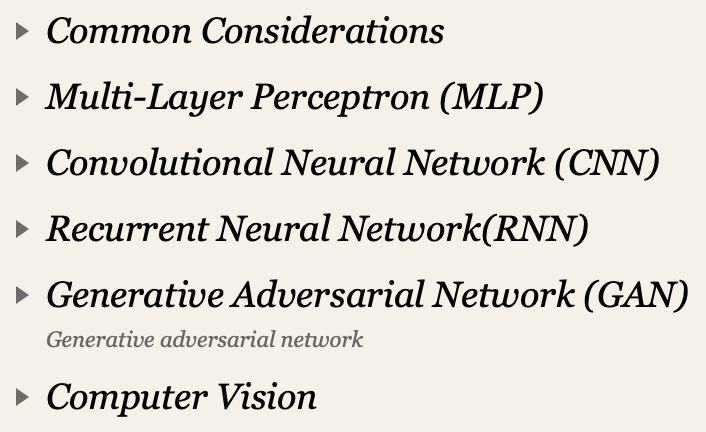 Common Considerations
Multi-Layer Perceptron (MLP)
Convolutional Neural Network (CNN)
Recurrent Neural Network(RNN)
Generative Adversarial Network (GAN)
Generative adversarial network
Computer Vision